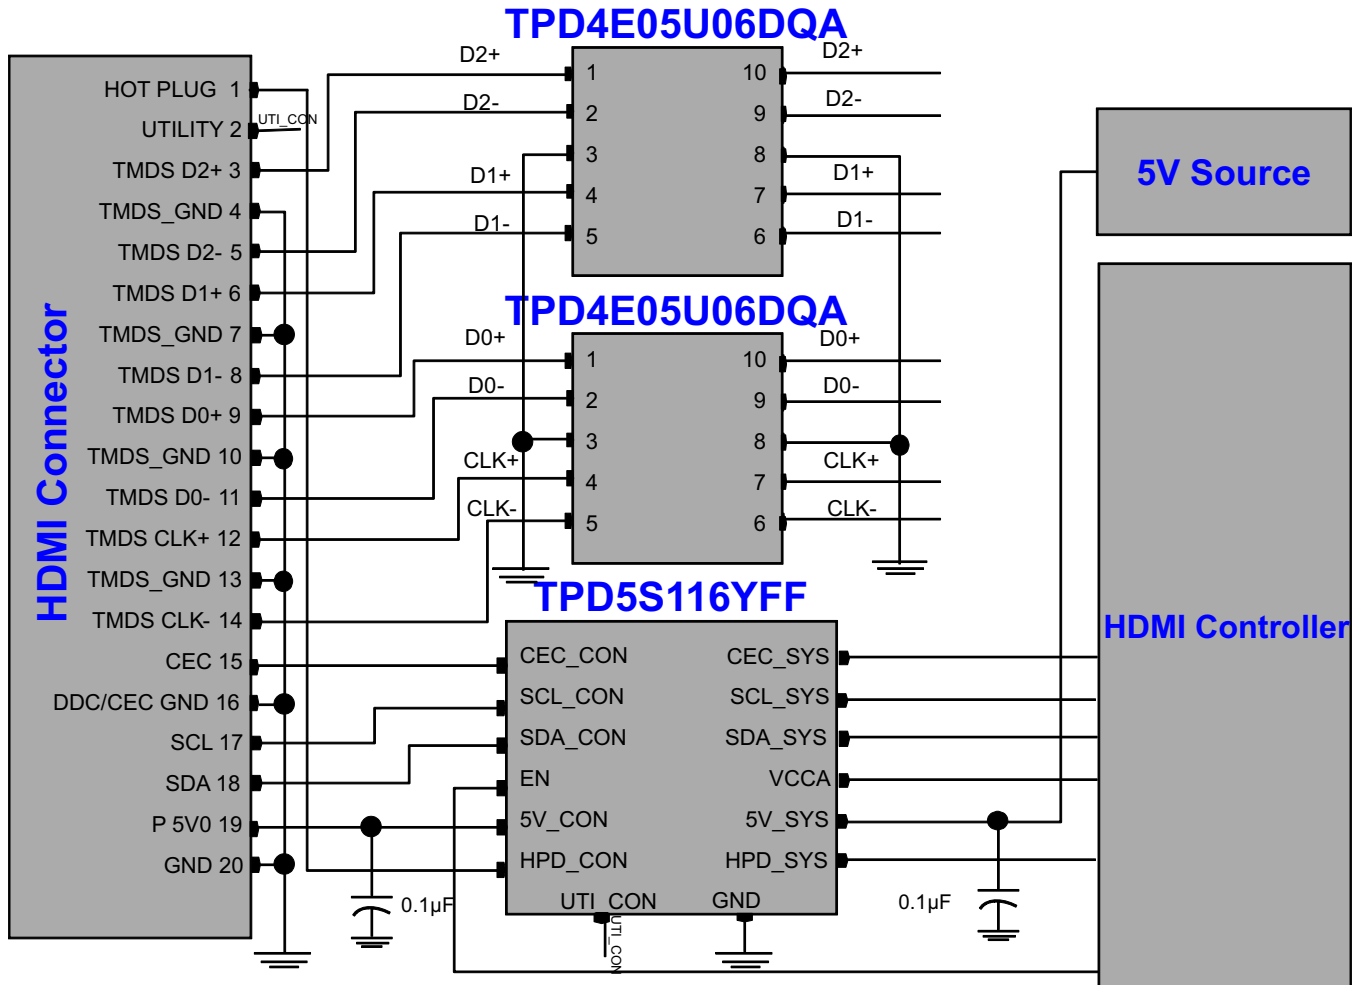 TPD4E05U06DQA
D2+
D2-
D1+
D1-
1
2
3
4
5
10
9
8
7
6
D2+
D2-
D1+
D1-
HDMI Connector
HOT PLUG 1
UTILITY 2
UTI_CON
TMDS D2+ 3
TMDS_GND 4
TMDS D2- 5
TMDS D1+ 6
TMDS_GND 7
TMDS D1- 8
TMDS D0+ 9
TMDS_GND 10
TMDS D0- 11
TMDS CLK+ 12
TMDS_GND 13
TMDS CLK- 14
CEC 15
DDC/CEC GND 16
SCL 17
SDA 18
P 5V0 19
GND 20
TPD4E05U06DQA
D0+
D0-
CLK+
CLK-
1
2
3
4
5
10
9
8
7
6
D0+
D0-
CLK+
CLK-
TPD5S116YFF
CEC_CON
SCL_CON
SDA_CON
EN
5V_CON
HPD_CON
UTI_CON
GND
CEC_SYS
SCL_SYS
SDA_SYS
VCCA
5V_SYS
HPD_SYS
UTI_CON
0.1µF
0.1µF
5V Source
HDMI Controller